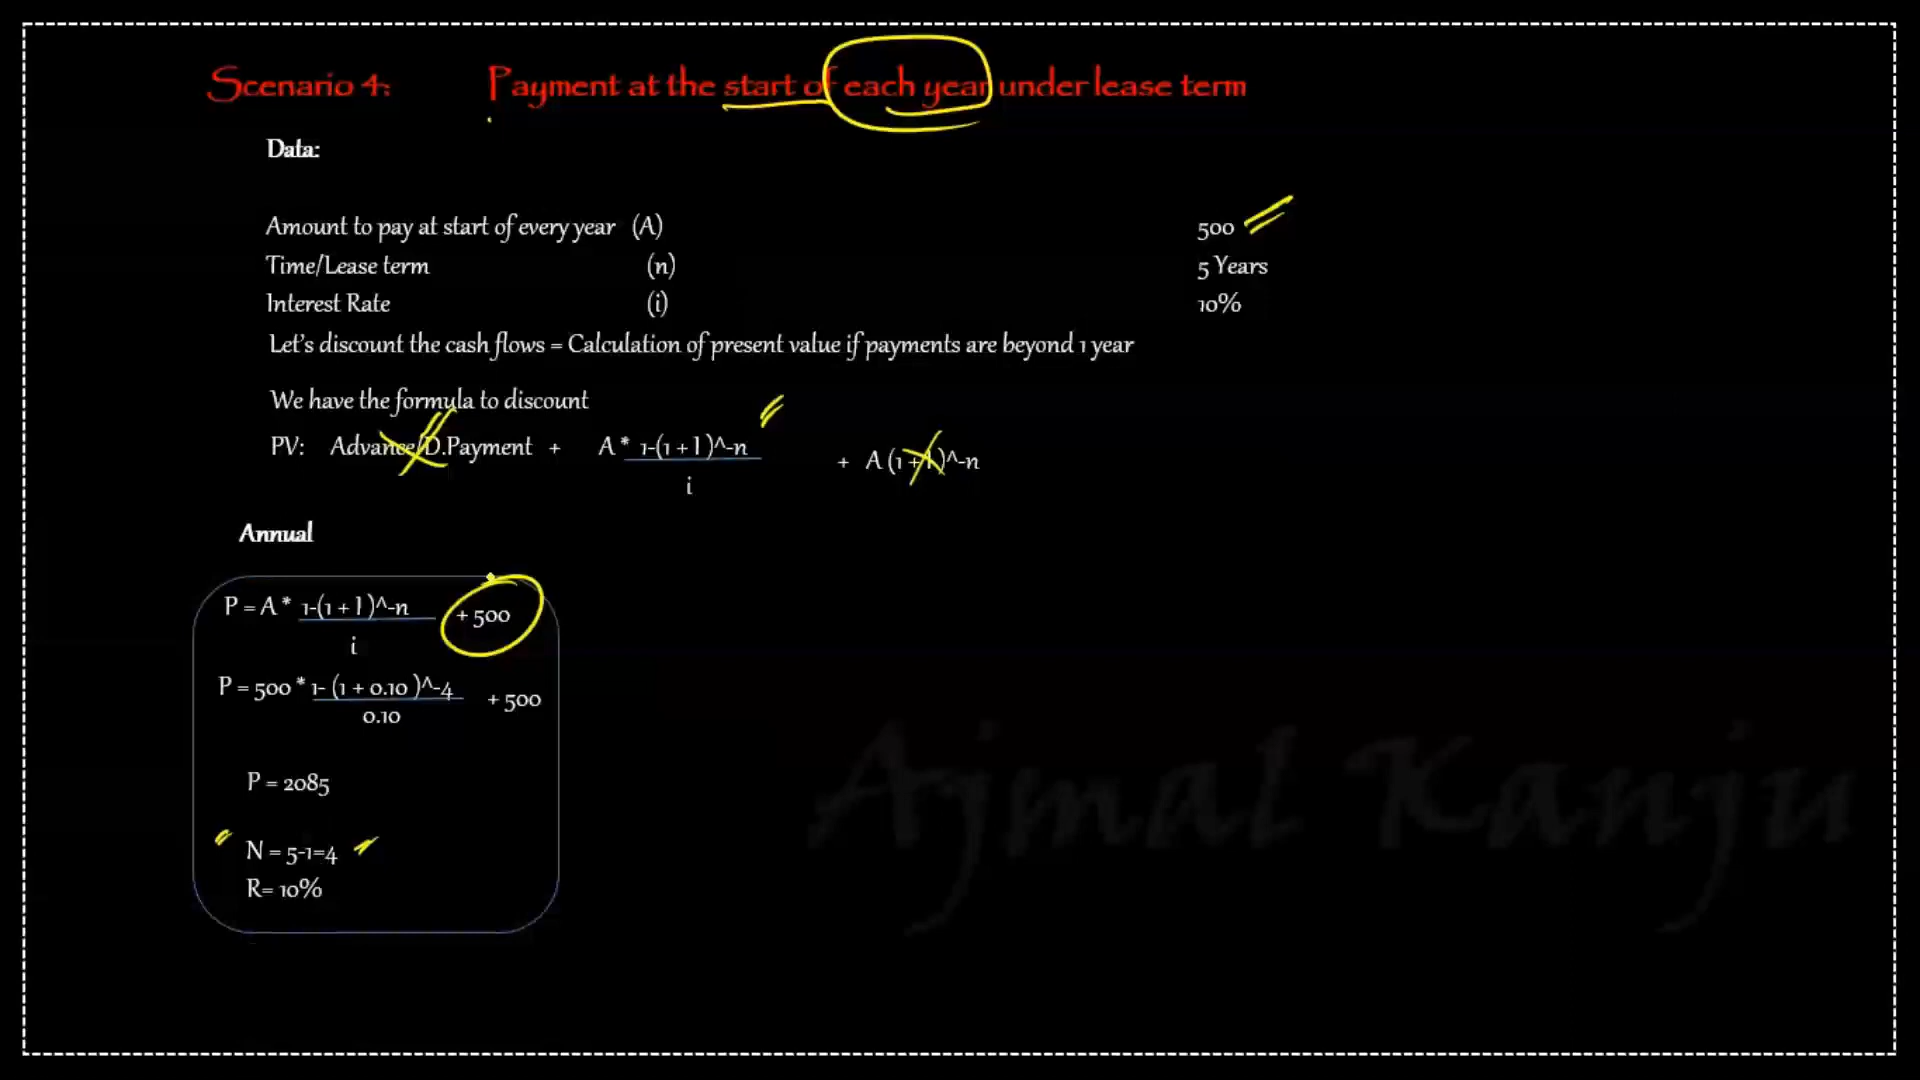 Scenario 4: Payment at the start of each year under lease term
Data:
Amount to pay at start of every year (A) 500
Time/Lease term (n) 5 Years
Interest Rate (i) 10%
Let's discount the cash flows = Calculation of present value if payments are beyond 1 year
We have the formula to discount
PV: Advance/D.Payment + A * 1-(1 + I )^-n + A (1 + I )^-n
i
Annual
P = A * 1-(1 + I )^-n + 500
i
P = 500 * 1- (1 + 0.10 )^-4 + 500
0.10
P = 2085
N = 5-1=4
R= 10%
Ajmal Kanju